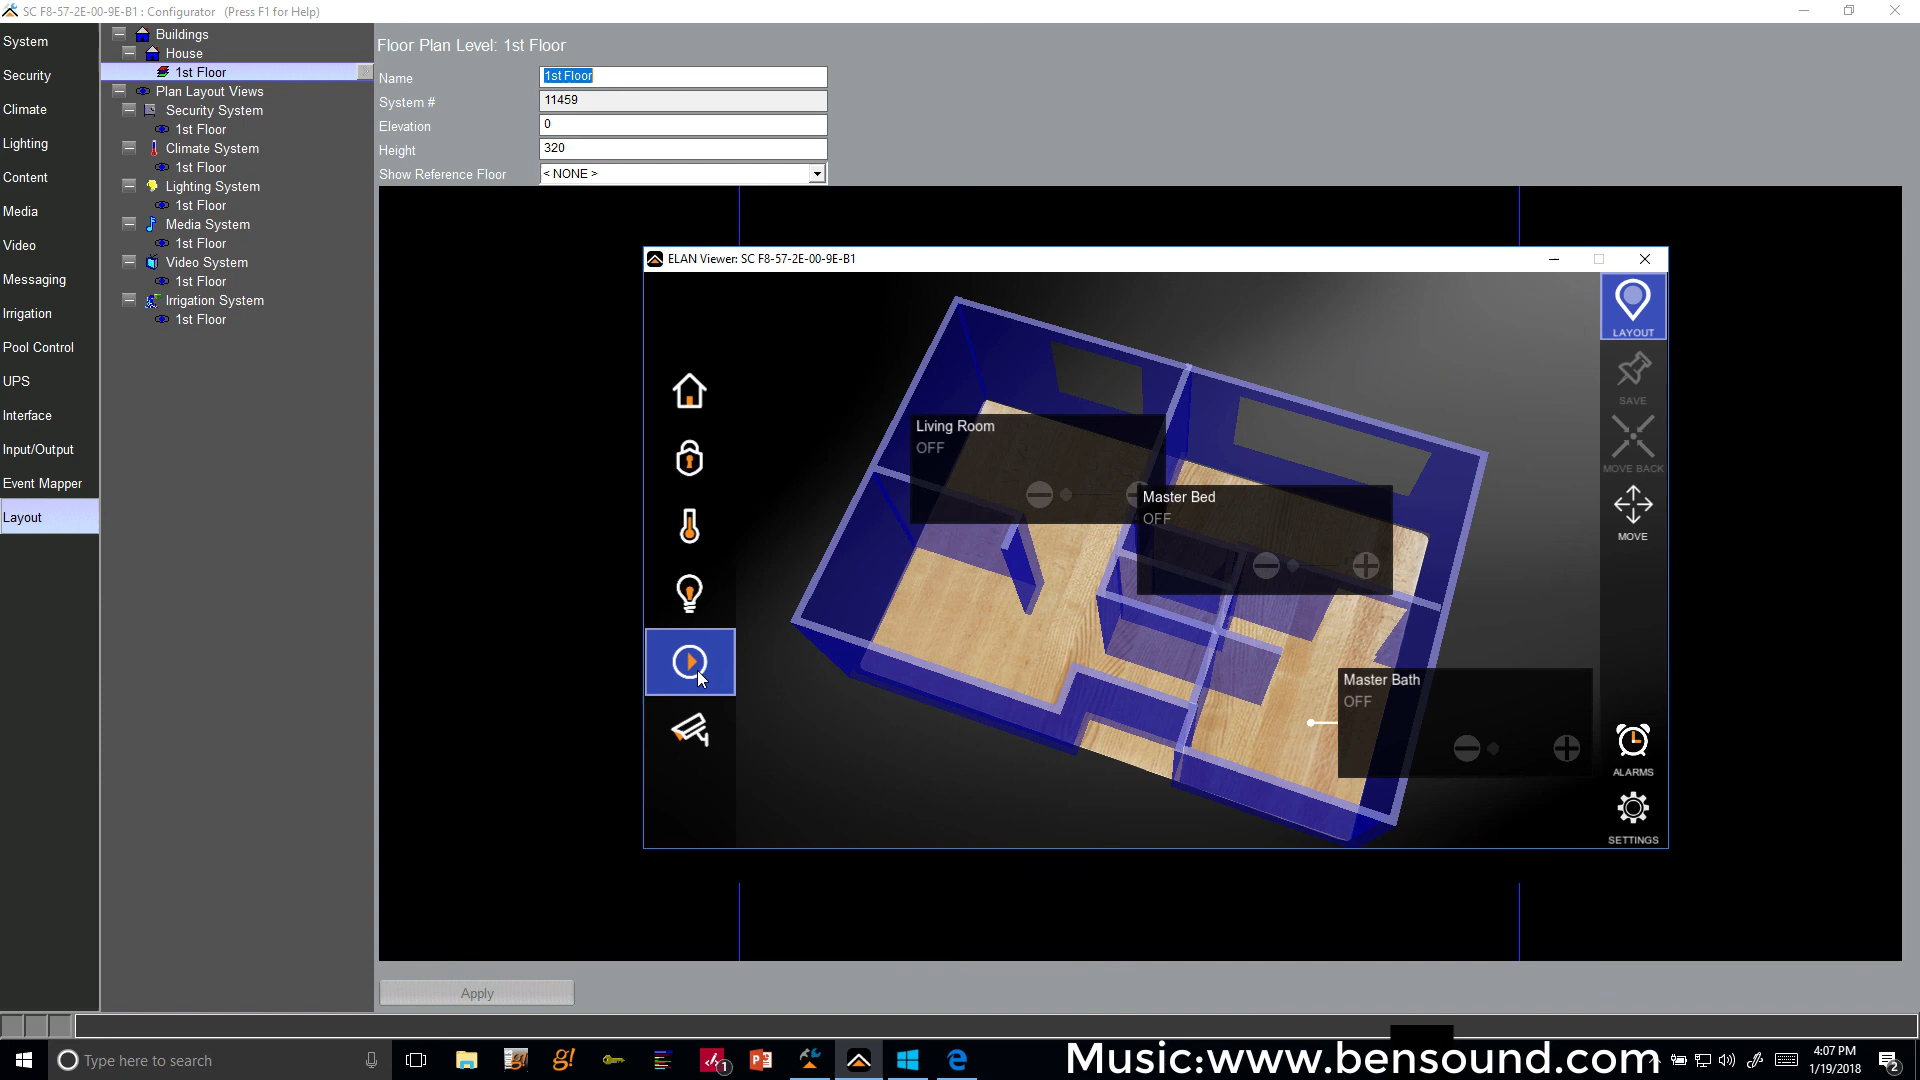 SC F8-57-2E-00-9E-B1 : Configurator   (Press F1 for Help)
System
Security
Climate
Lighting
Content
Media
Video
Messaging
Irrigation
Pool Control
UPS
Interface
Input/Output
Event Mapper
Layout
Buildings
House
1st Floor
Plan Layout Views
Security System
1st Floor
Climate System
1st Floor
Lighting System
1st Floor
Media System
1st Floor
Video System
1st Floor
Irrigation System
1st Floor
Floor Plan Level: 1st Floor
Name 1st Floor
System # 11459
Elevation 0
Height 320
Show Reference Floor < NONE >
ELAN Viewer: SC F8-57-2E-00-9E-B1
Living Room
OFF
Master Bed
OFF
Master Bath
OFF
LAYOUT
SAVE
MOVE BACK
MOVE
ALARMS
SETTINGS
Apply
Type here to search
1
Music:www.bensound.com
4:07 PM
1/19/2018
2